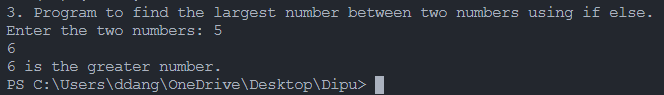 3. Program to find the largest number between two numbers using if else.
Enter the two numbers: 5
6
6 is the greater number.
PS C:\Users\ddang\OneDrive\Desktop\Dipu>